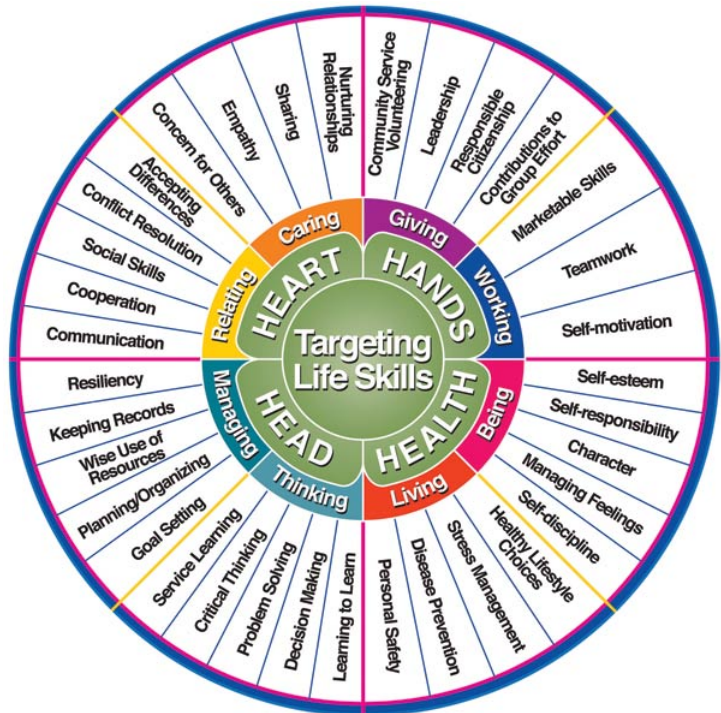 Targeting
Life Skills
HEART
HANDS
HEALTH
HEAD
Caring
Giving
Working
Being
Living
Thinking
Managing
Relating
Nurturing
Relationships
Sharing
Empathy
Concern for Others
Community Service
Volunteering
Leadership
Responsible
Citizenship
Contributions to
Group Effort
Marketable Skills
Teamwork
Self-motivation
Self-esteem
Self-responsibility
Character
Managing Feelings
Self-discipline
Healthy Lifestyle
Choices
Stress Management
Disease Prevention
Personal Safety
Learning to Learn
Decision Making
Problem Solving
Critical Thinking
Service Learning
Goal Setting
Planning/Organizing
Wise Use of
Resources
Keeping Records
Resiliency
Communication
Cooperation
Social Skills
Conflict Resolution
Accepting
Differences